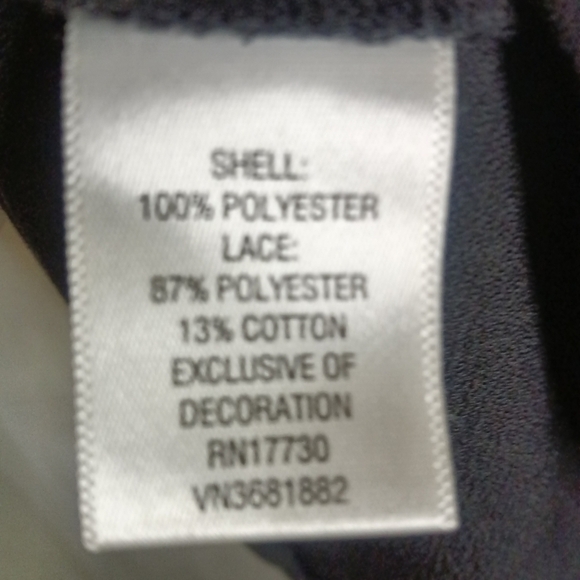 SHELL:
100% POLYESTER
LACE:
87% POLYESTER
13% COTTON
EXCLUSIVE OF
DECORATION
RN17730
VN3681882